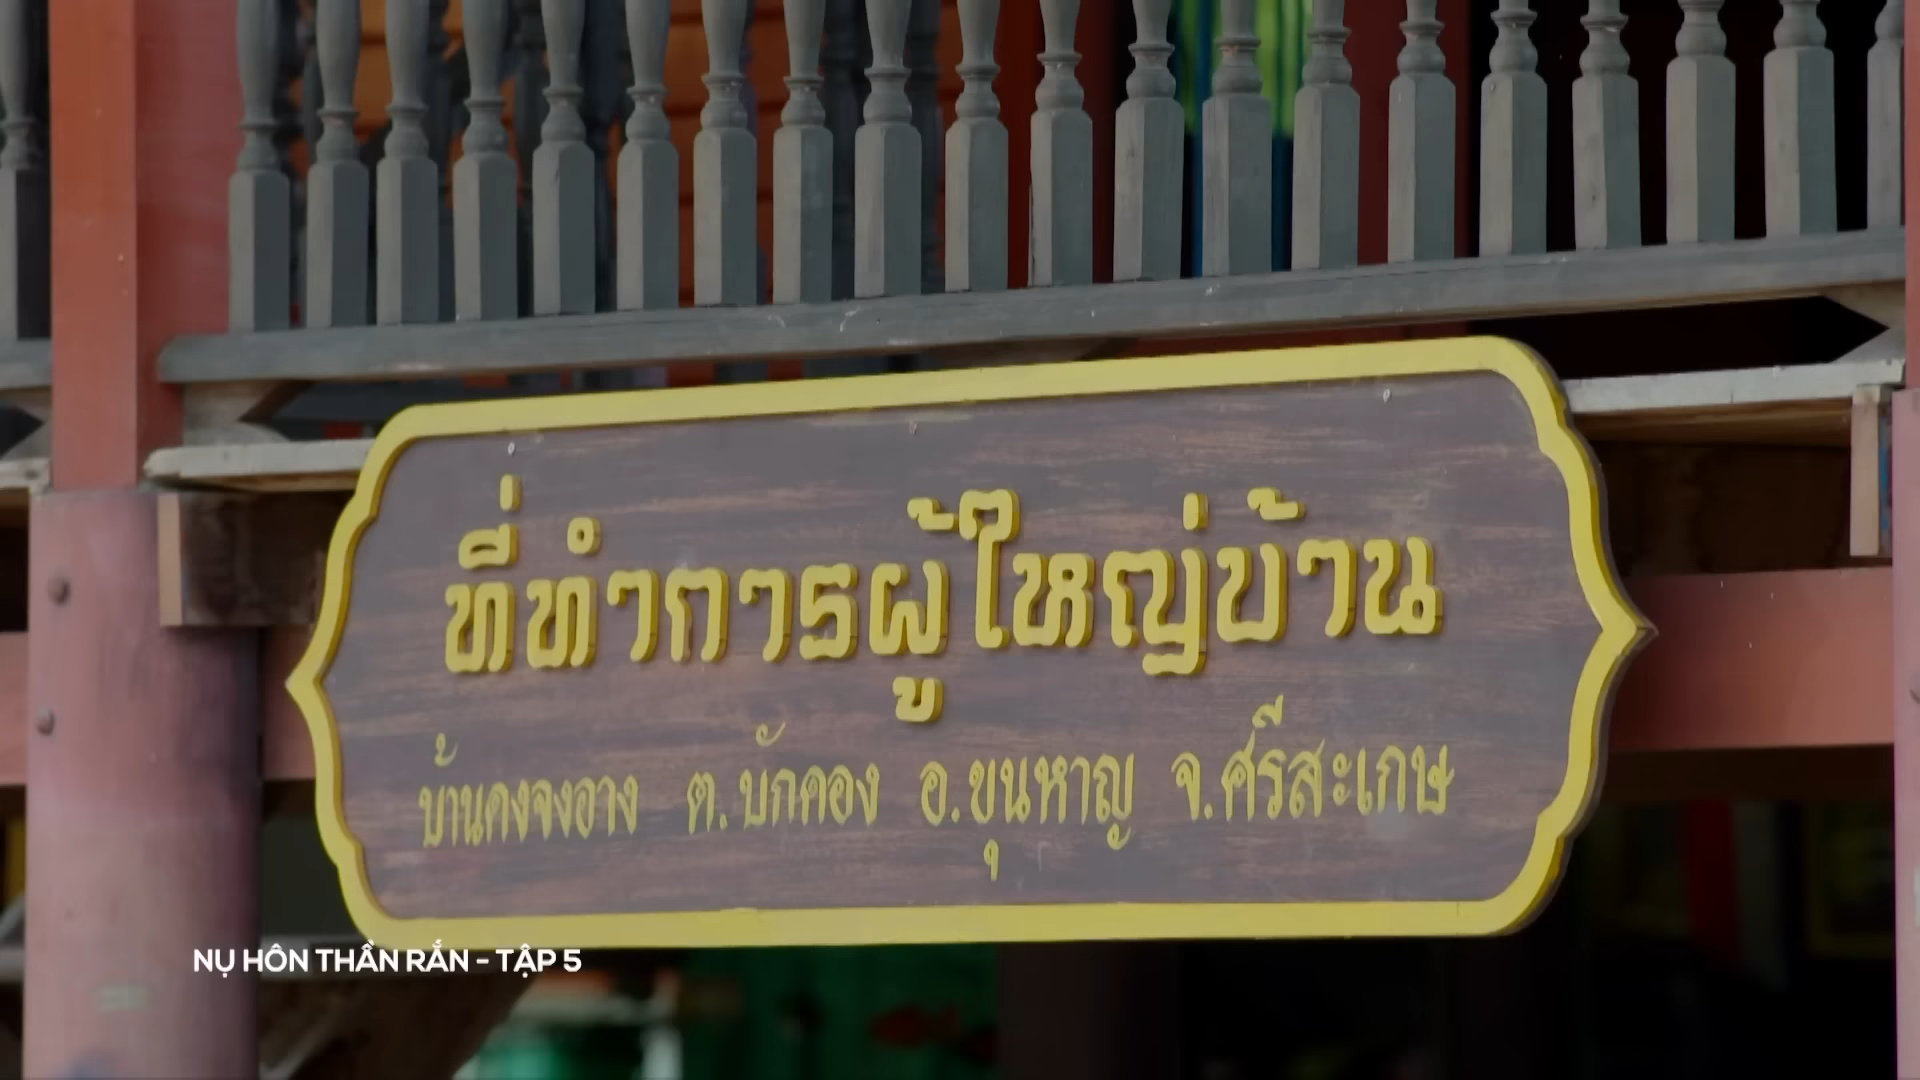 ที่ทำการผู้ใหญ่บ้าน
บ้านคงจงอาง ต.บักคอง อ.ขุนหาญ จ.ศรีสะเกษ
NỤ HÔN THẦN RẮN - TẬP 5